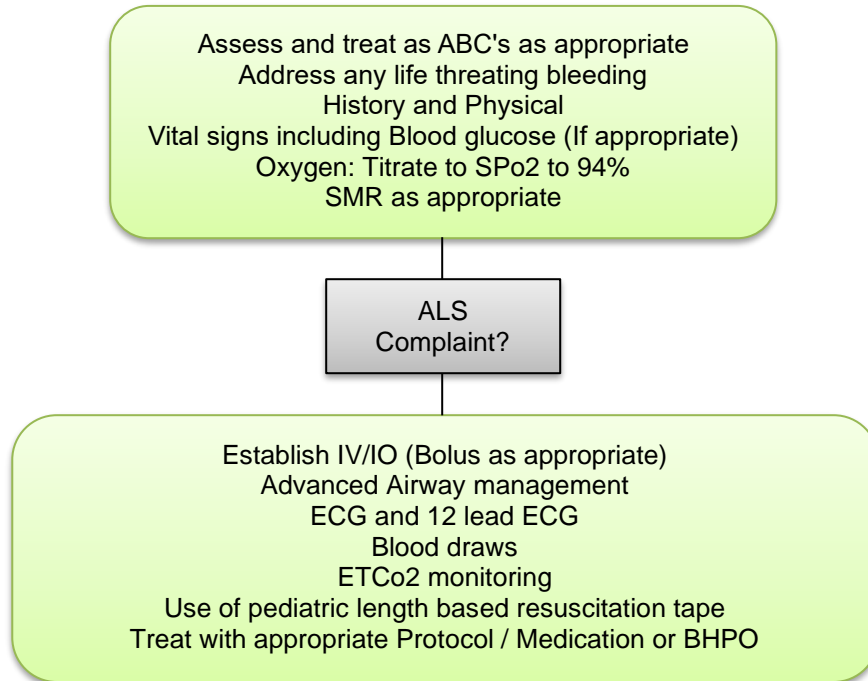 Assess and treat as ABC's as appropriate
Address any life threating bleeding
History and Physical
Vital signs including Blood glucose (If appropriate)
Oxygen: Titrate to SPo2 to 94%
SMR as appropriate
ALS
Complaint?
Establish IV/IO (Bolus as appropriate)
Advanced Airway management
ECG and 12 lead ECG
Blood draws
ETCo2 monitoring
Use of pediatric length based resuscitation tape
Treat with appropriate Protocol / Medication or BHPO